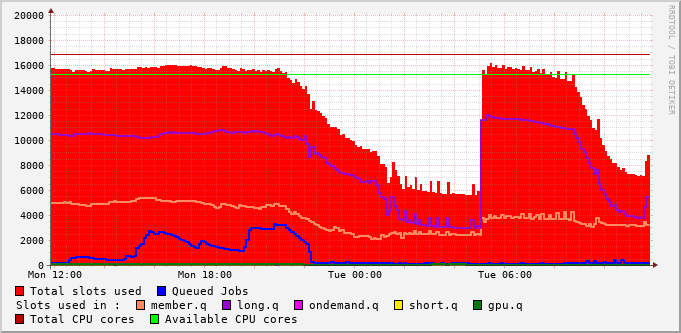 20000
18000
16000
14000
12000
10000
8000
6000
4000
2000
0
Mon 12:00 Mon 18:00 Tue 00:00 Tue 06:00
Total slots used Queued Jobs
Slots used in : member.q long.q ondemand.q short.q gpu.q
Total CPU cores Available CPU cores
RRDTOOL / TOBI OETIKER